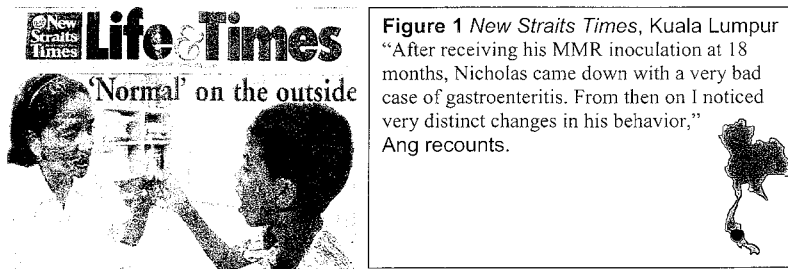 New
Straits
Times
Life & Times
'Normal' on the outside
Figure 1 New Straits Times, Kuala Lumpur
“After receiving his MMR inoculation at 18
months, Nicholas came down with a very bad
case of gastroenteritis. From then on I noticed
very distinct changes in his behavior,”
Ang recounts.